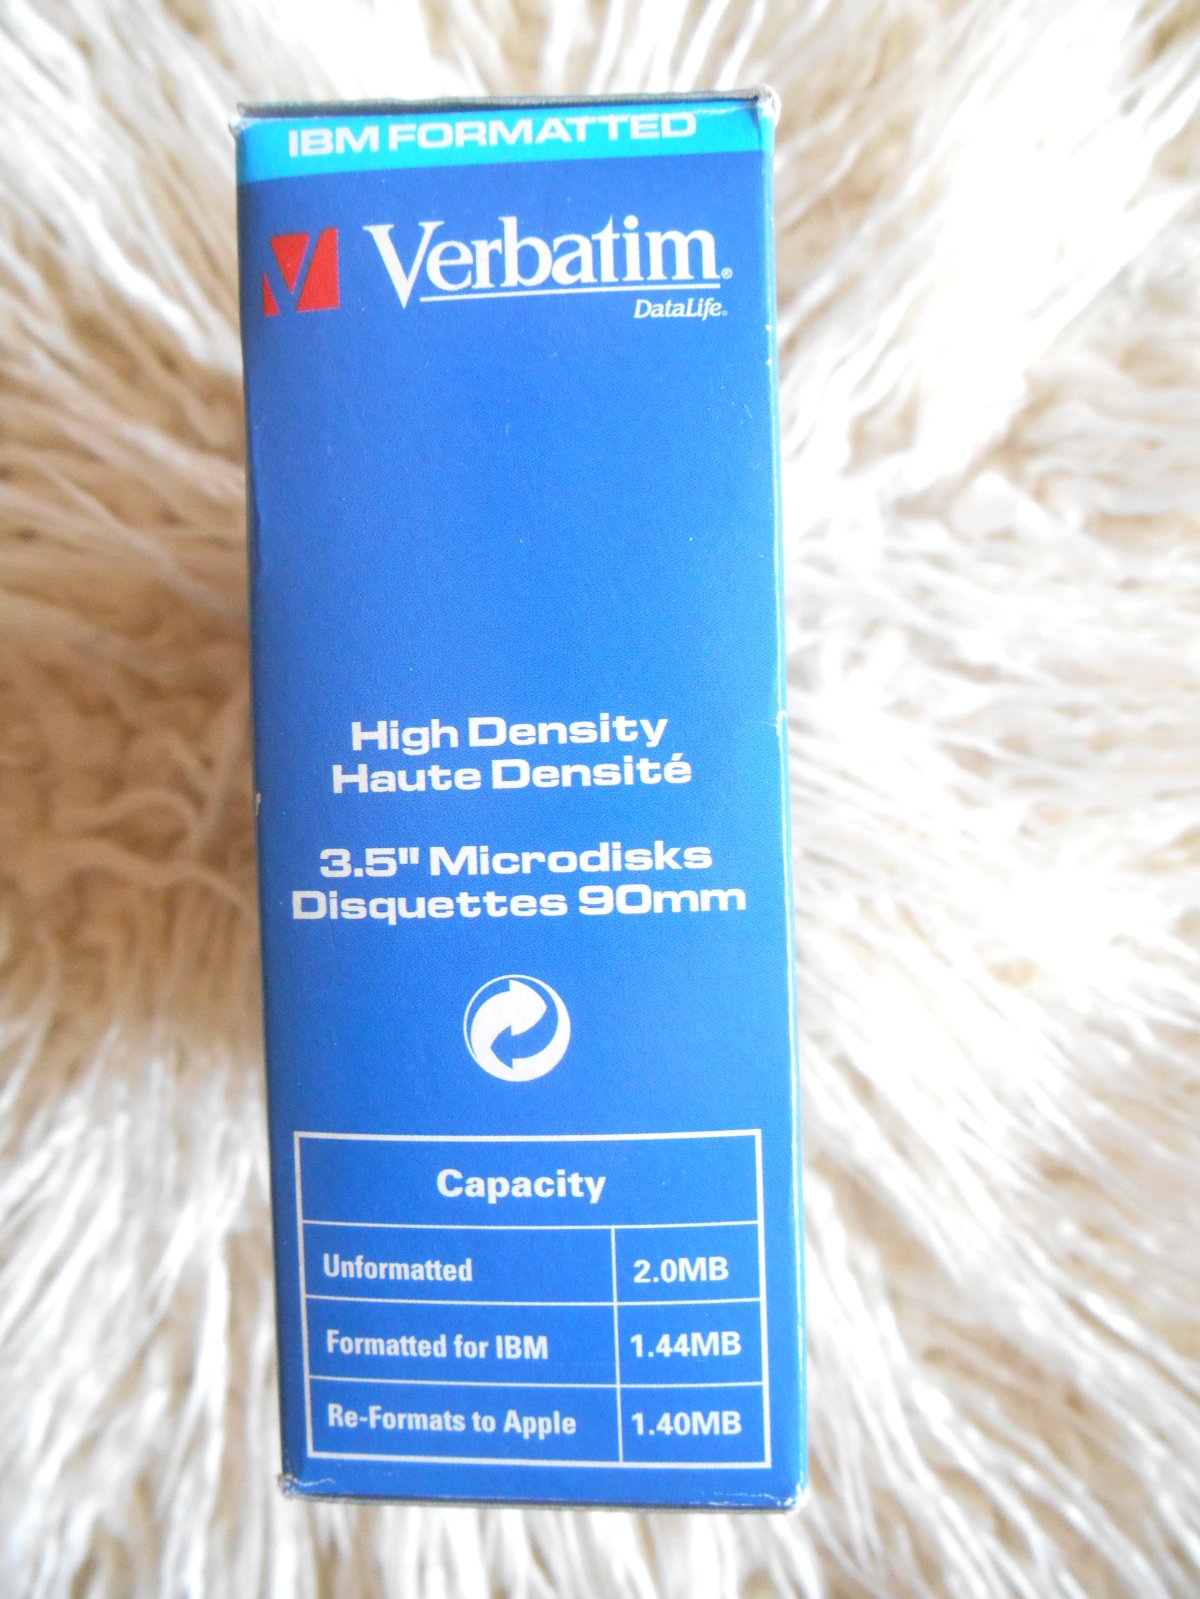 IBM FORMATTED
Verbatim®
DataLife®
High Density
Haute Densité
3.5" Microdisks
Disquettes 90mm
Capacity
Unformatted 2.0MB
Formatted for IBM 1.44MB
Re-Formats to Apple 1.40MB